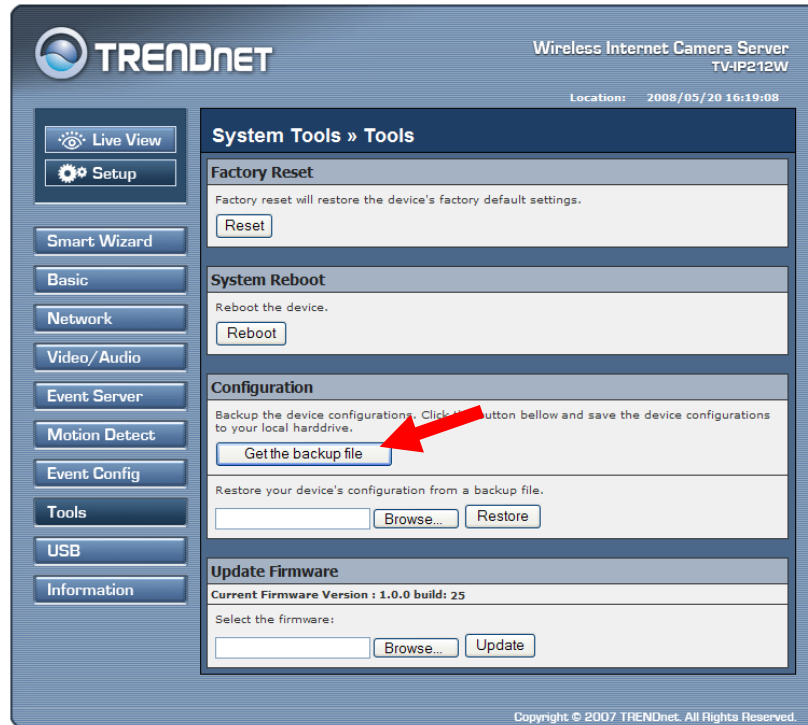 TRENDNET
Wireless Internet Camera Server
TV-IP212W
Location: 2008/05/20 16:19:08
Live View
Setup
Smart Wizard
Basic
Network
Video/Audio
Event Server
Motion Detect
Event Config
Tools
USB
Information
System Tools » Tools
Factory Reset
Factory reset will restore the device's factory default settings.
Reset
System Reboot
Reboot the device.
Reboot
Configuration
Backup the device configurations. Click button bellow and save the device configurations
to your local harddrive.
Get the backup file
Restore your device's configuration from a backup file.
Browse... Restore
Update Firmware
Current Firmware Version : 1.0.0 build: 25
Select the firmware:
Browse... Update
Copyright © 2007 TRENDnet. All Rights Reserved.